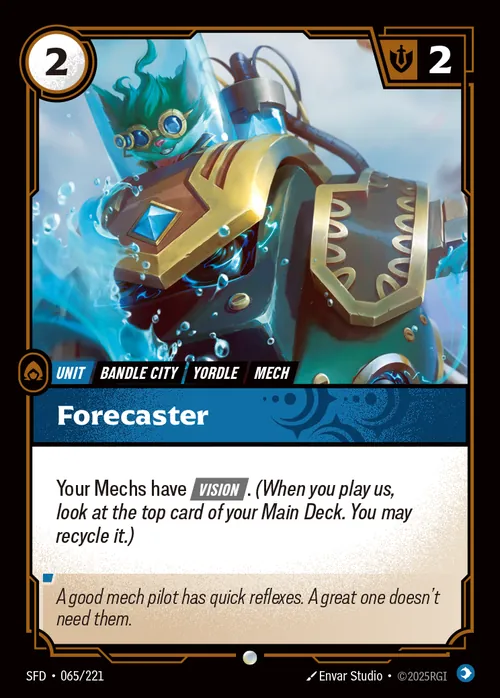 2
2
UNIT BANDLE CITY YORDLE MECH
Forecaster
Your Mechs have VISION. (When you play us,
look at the top card of your Main Deck. You may
recycle it.)
A good mech pilot has quick reflexes. A great one doesn't
need them.
SFD • 065/221
Envar Studio • ©2025RGI